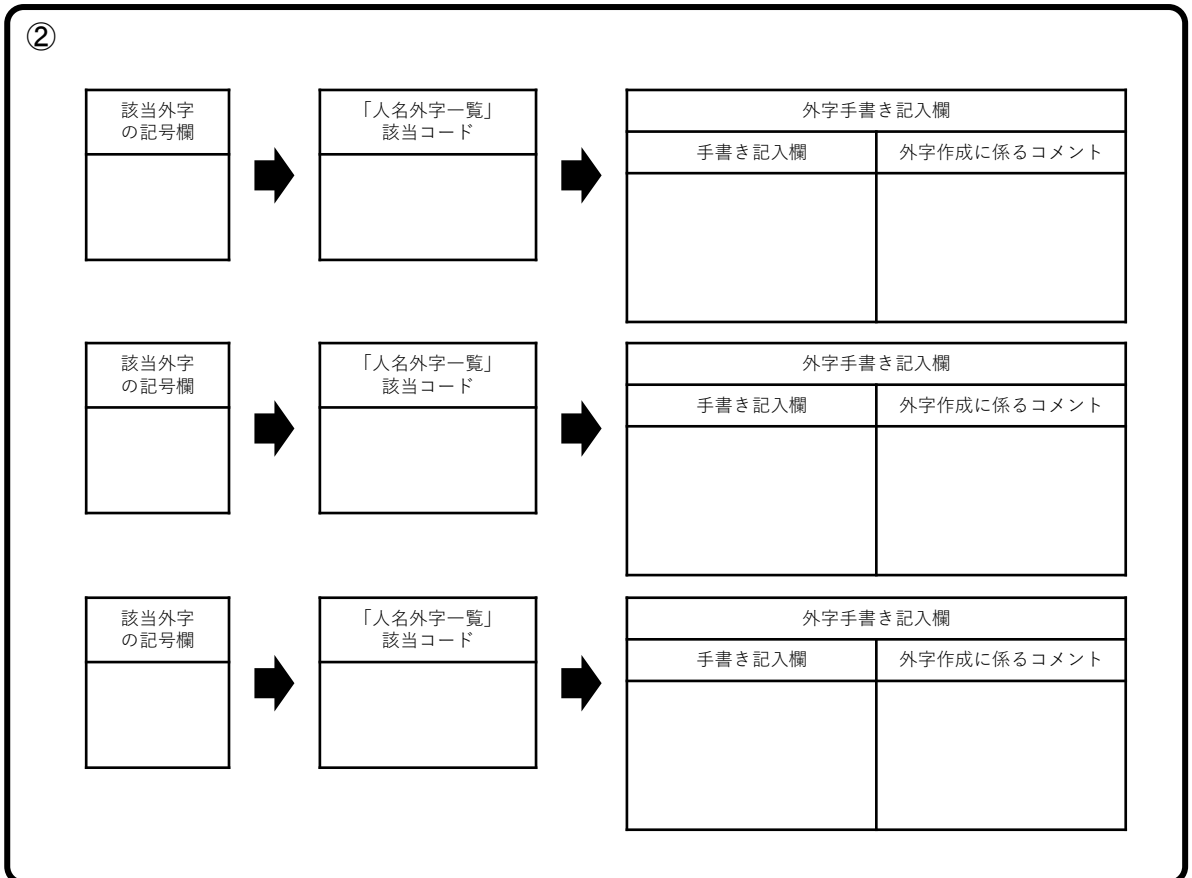 ②
該当外字
の記号欄
「人名外字一覧」
該当コード
外字手書き記入欄
手書き記入欄
外字作成に係るコメント
該当外字
の記号欄
「人名外字一覧」
該当コード
外字手書き記入欄
手書き記入欄
外字作成に係るコメント
該当外字
の記号欄
「人名外字一覧」
該当コード
外字手書き記入欄
手書き記入欄
外字作成に係るコメント